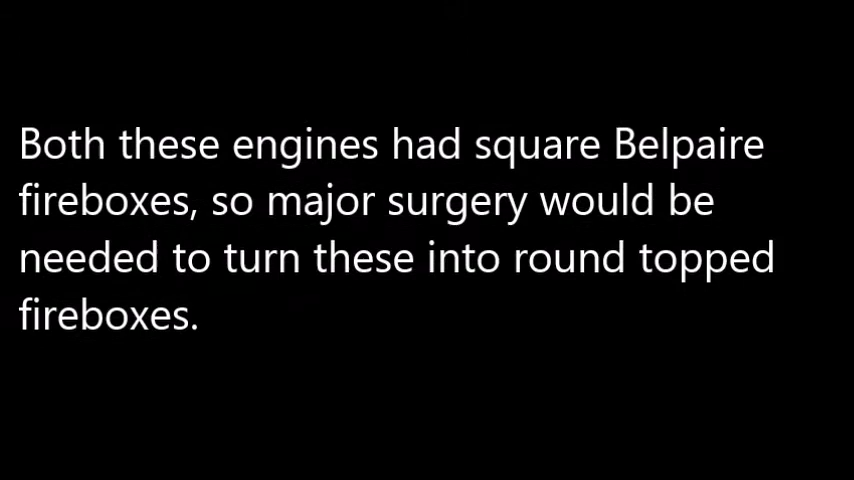 Both these engines had square Belpaire
fireboxes, so major surgery would be
needed to turn these into round topped
fireboxes.